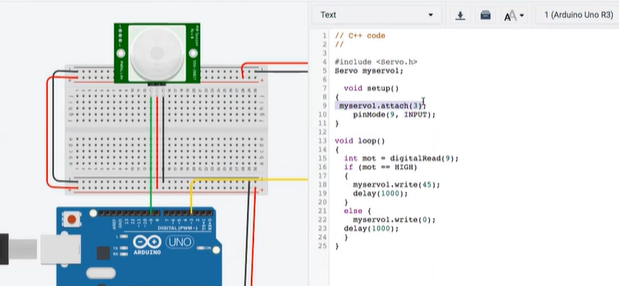 Text
1 (Arduino Uno R3)
1 // C++ code
2 //
3
4 #include <Servo.h>
5 Servo myservol;
6
7 void setup()
8 {
9 myservol.attach(3);
10 pinMode(9, INPUT);
11 }
12
13 void loop()
14 {
15 int mot = digitalRead(9);
16 if (mot == HIGH)
17 {
18 myservol.write(45);
19 delay(1000);
20 }
21 else {
22 myservol.write(0);
23 delay(1000);
24 }
25 }
DIGITAL (PWM~)
UNO
ARDUINO